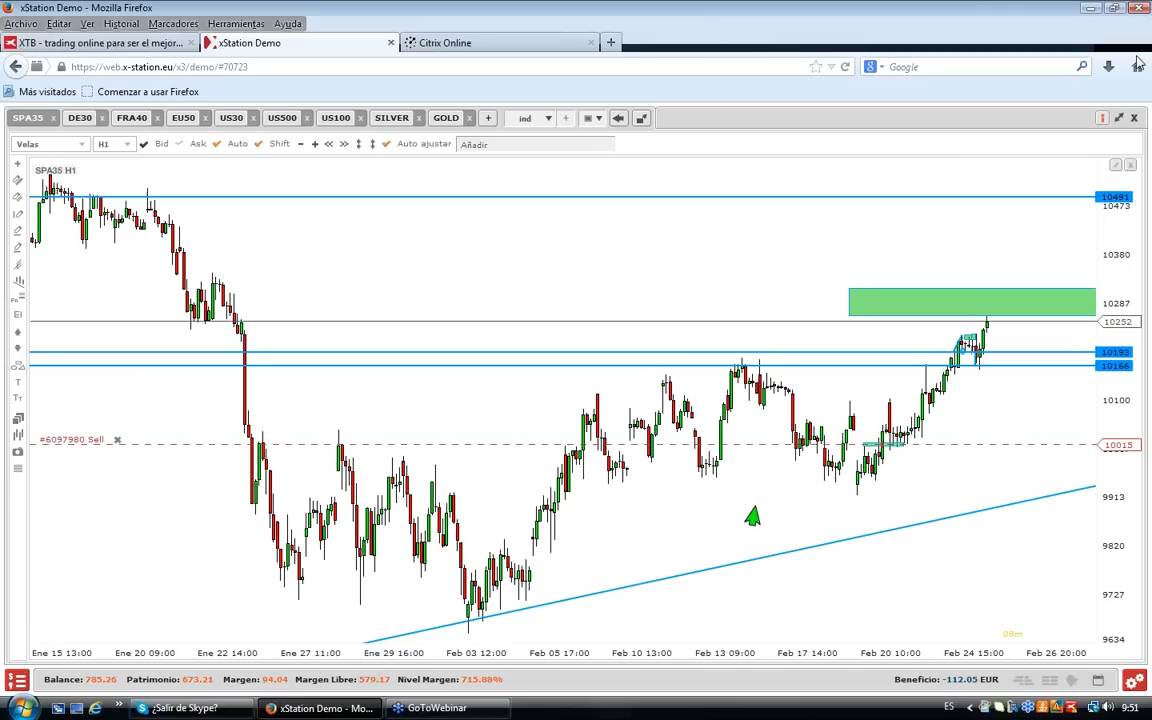 xStation Demo - Mozilla Firefox
Archivo Editar Ver Historial Marcadores Herramientas Ayuda
XTB - trading online para ser el mejor... xStation Demo Citrix Online
https://web.x-station.eu/x3/demo/#70723 Google
Más visitados Comenzar a usar Firefox
SPA35 DE30 FRA40 EU50 US30 US500 US100 SILVER GOLD ind
Velas H1 Bid Ask Auto Shift Auto ajustar Añadir
SPA35 H1
10491
10473
10380
10287
10252
10193
10166
10100
#6097980 Sell 10015
9913
9820
9727
9634
08m
Ene 15 13:00 Ene 20 09:00 Ene 22 14:00 Ene 27 11:00 Ene 29 16:00 Feb 03 12:00 Feb 05 17:00 Feb 10 13:00 Feb 13 09:00 Feb 17 14:00 Feb 20 10:00 Feb 24 15:00 Feb 26 20:00
Balance: 785.26 Patrimonio: 673.21 Margen: 94.04 Margen Libre: 579.17 Nivel Margen: 715.88% Beneficio: -112.05 EUR
¿Salir de Skype? xStation Demo - Mo... GoToWebinar ES 9:51